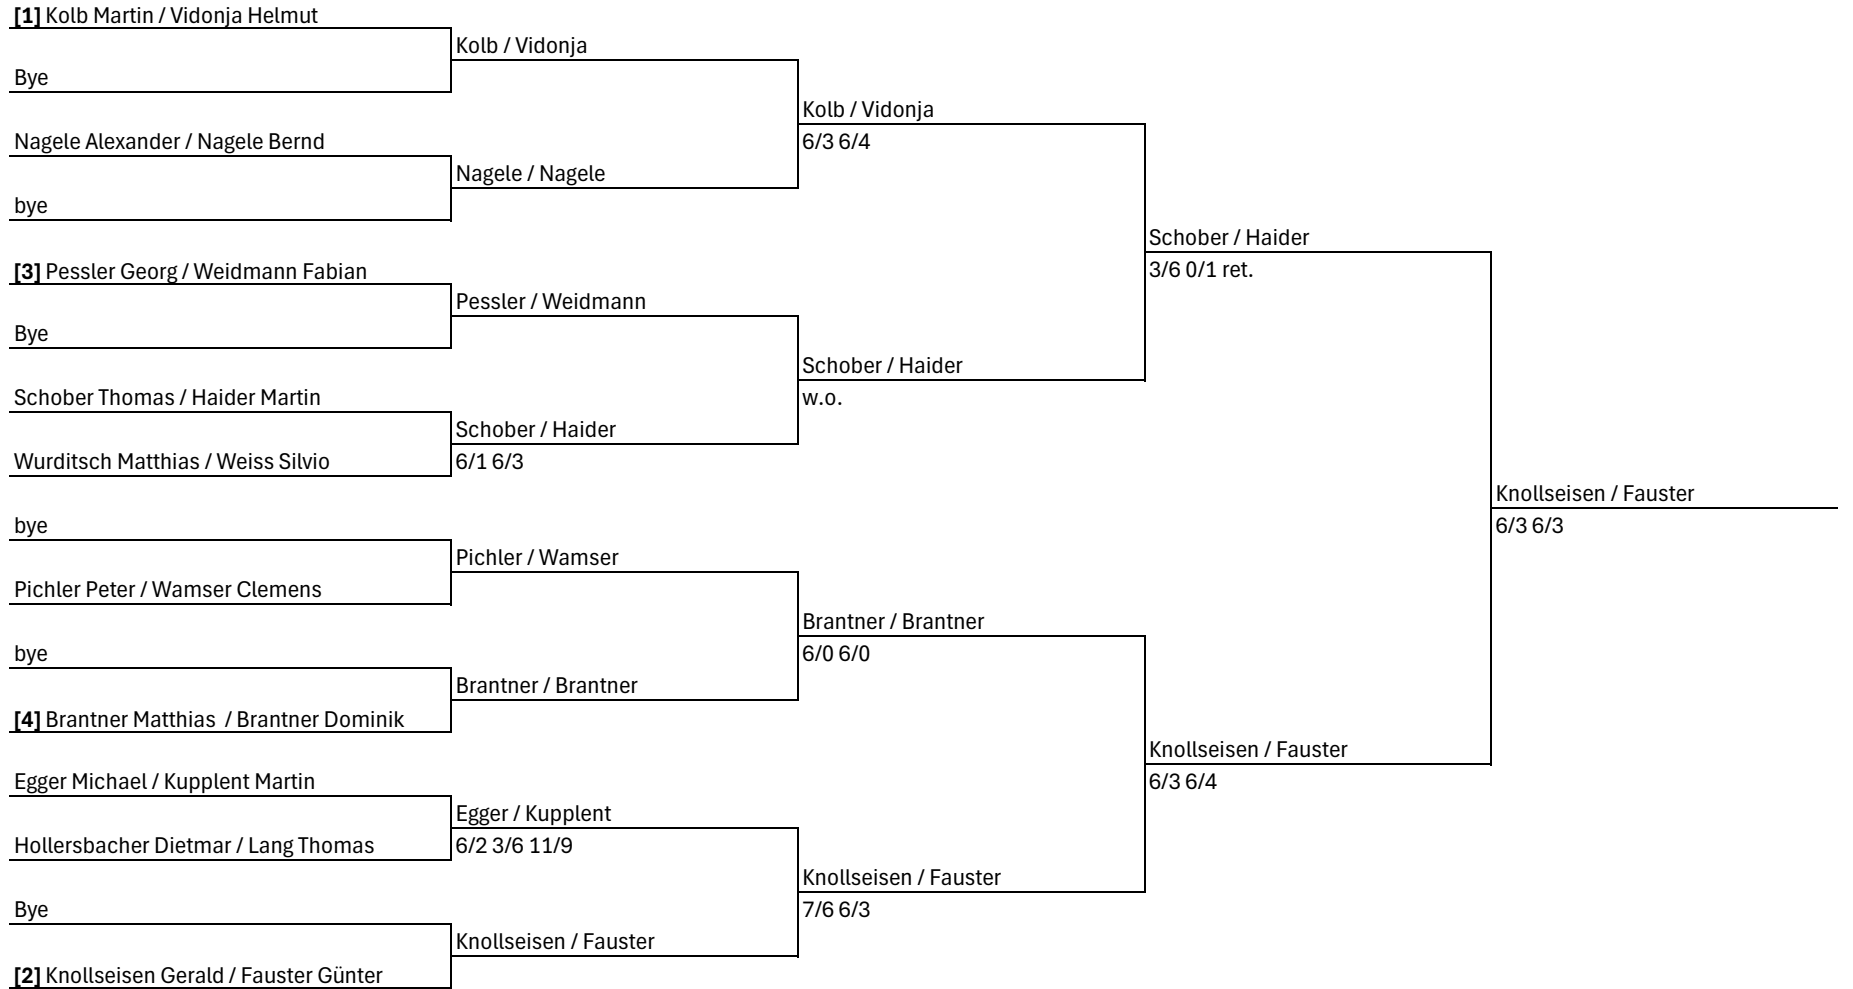 [1] Kolb Martin / Vidonja Helmut
Kolb / Vidonja
Bye
Kolb / Vidonja
6/3 6/4
Nagele Alexander / Nagele Bernd
Nagele / Nagele
bye
Schober / Haider
3/6 0/1 ret.
[3] Pessler Georg / Weidmann Fabian
Pessler / Weidmann
Bye
Schober / Haider
w.o.
Schober Thomas / Haider Martin
Schober / Haider
6/1 6/3
Wurditsch Matthias / Weiss Silvio
Knollseisen / Fauster
6/3 6/3
bye
Pichler / Wamser
Pichler Peter / Wamser Clemens
Brantner / Brantner
6/0 6/0
bye
Brantner / Brantner
[4] Brantner Matthias  / Brantner Dominik
Knollseisen / Fauster
6/3 6/4
Egger Michael / Kupplent Martin
Egger / Kupplent
6/2 3/6 11/9
Hollersbacher Dietmar / Lang Thomas
Knollseisen / Fauster
7/6 6/3
Bye
Knollseisen / Fauster
[2] Knollseisen Gerald / Fauster Günter